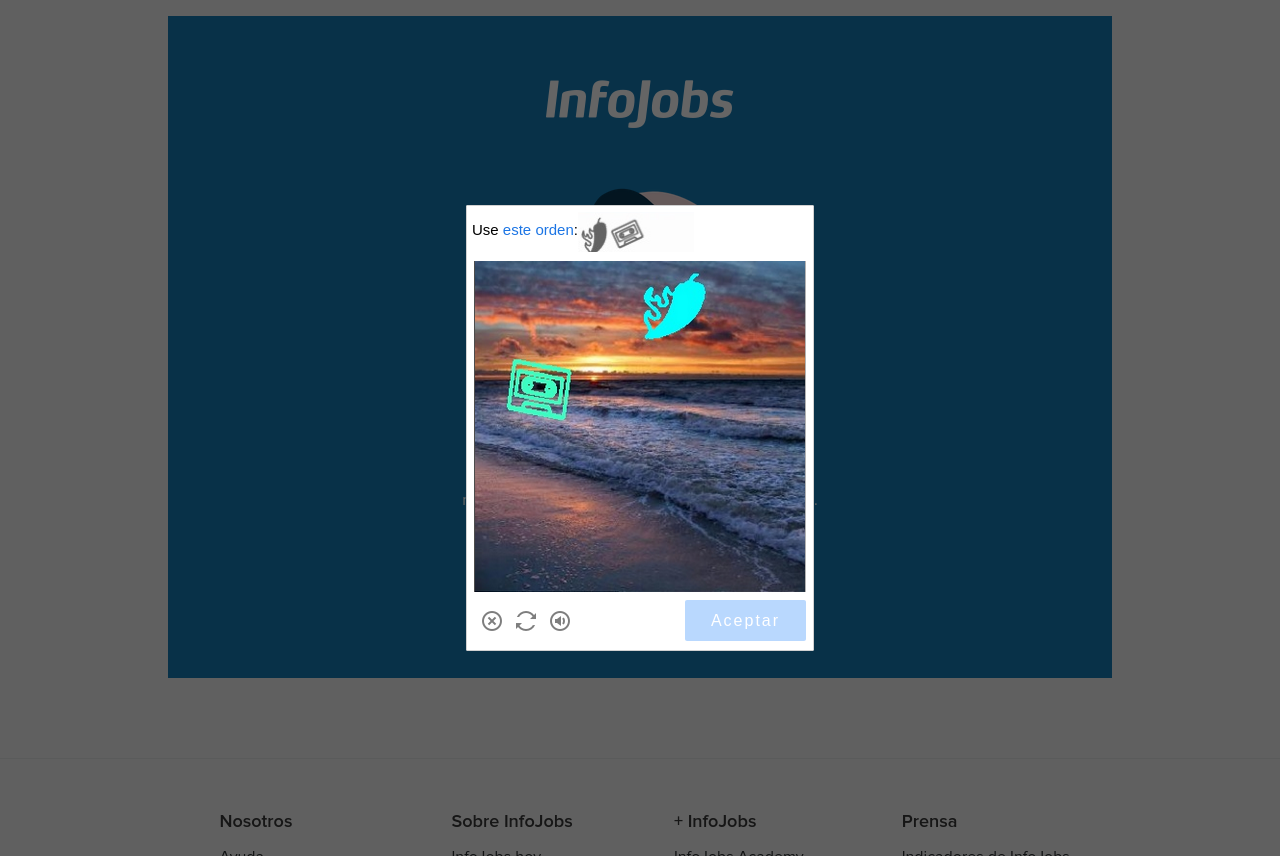 InfoJobs
Use este orden:
Aceptar
Nosotros
Sobre InfoJobs
+ InfoJobs
Prensa
Ayuda
InfoJobs hoy
InfoJobs Academy
Indicadores de InfoJobs